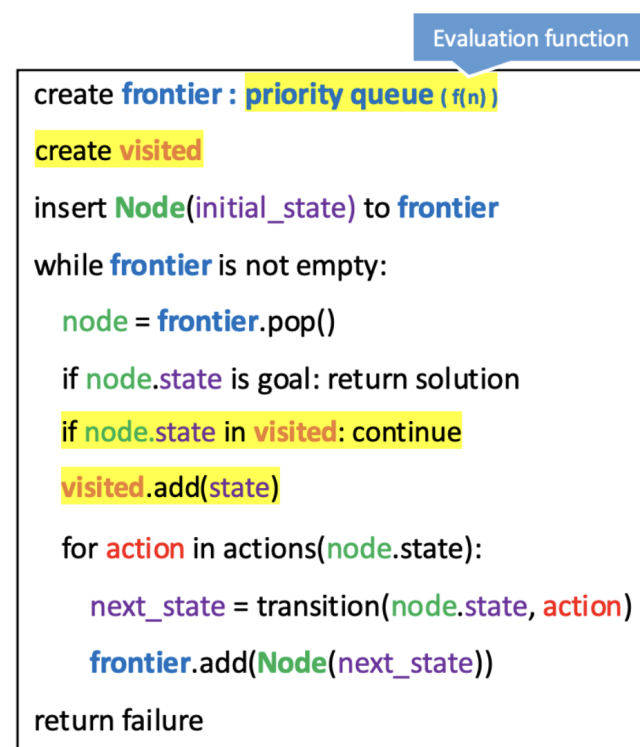 Evaluation function
create frontier : priority queue ( f(n) )
create visited
insert Node(initial_state) to frontier
while frontier is not empty:
node = frontier.pop()
if node.state is goal: return solution
if node.state in visited: continue
visited.add(state)
for action in actions(node.state):
next_state = transition(node.state, action)
frontier.add(Node(next_state))
return failure